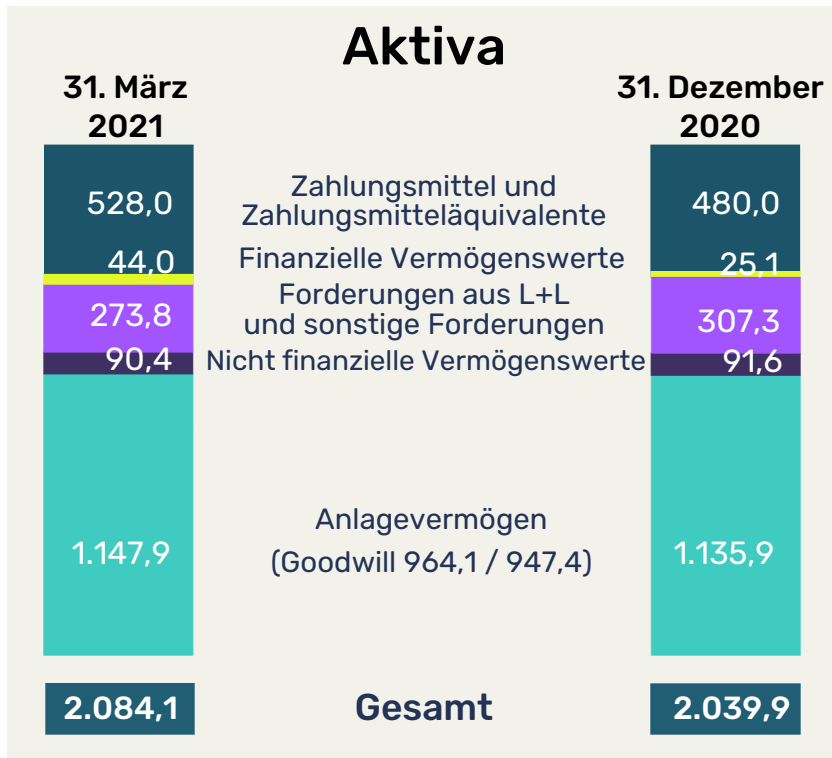 Aktiva
31. März
2021
31. Dezember
2020
528,0
Zahlungsmittel und
Zahlungsmitteläquivalente
480,0
44,0
Finanzielle Vermögenswerte
25,1
273,8
Forderungen aus L+L
und sonstige Forderungen
307,3
90,4
Nicht finanzielle Vermögenswerte
91,6
1.147,9
Anlagevermögen
(Goodwill 964,1 / 947,4)
1.135,9
2.084,1
Gesamt
2.039,9